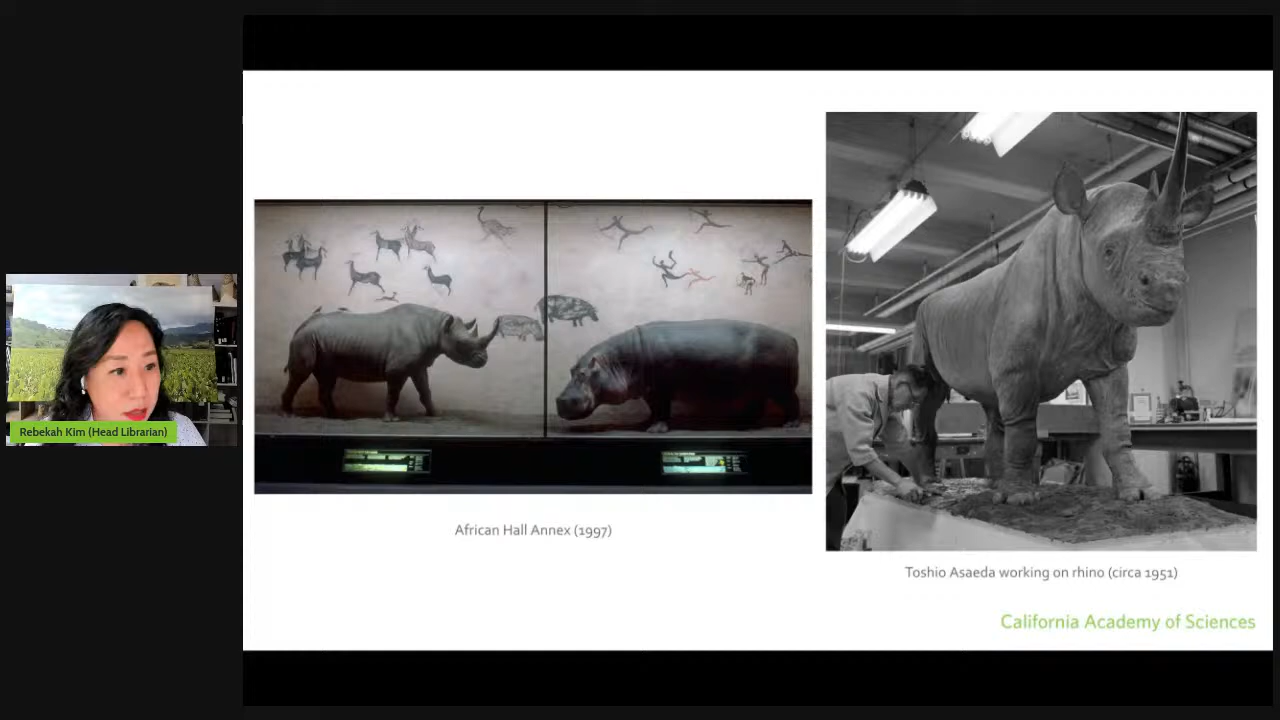 Rebekah Kim (Head Librarian)
African Hall Annex (1997)
Toshio Asaeda working on rhino (circa 1951)
California Academy of Sciences